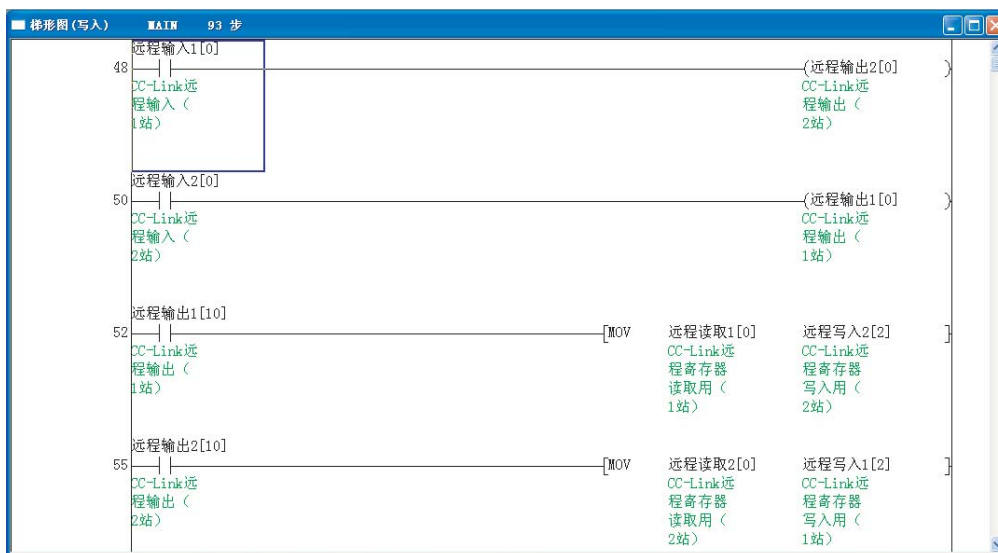 梯形图(写入) MAIN 93 步
远程输入1[0]
48 (远程输出2[0] )
CC-Link远 CC-Link远
程输入( 程输出(
1站) 2站)
远程输入2[0]
50 (远程输出1[0] )
CC-Link远 CC-Link远
程输入( 程输出(
2站) 1站)
远程输出1[10]
52 [MOV 远程读取1[0] 远程写入2[2] ]
CC-Link远 CC-Link远 CC-Link远
程输出( 程寄存器 程寄存器
1站) 读取用( 写入用(
1站) 2站)
远程输出2[10]
55 [MOV 远程读取2[0] 远程写入1[2] ]
CC-Link远 CC-Link远 CC-Link远
程输出( 程寄存器 程寄存器
2站) 读取用( 写入用(
2站) 1站)